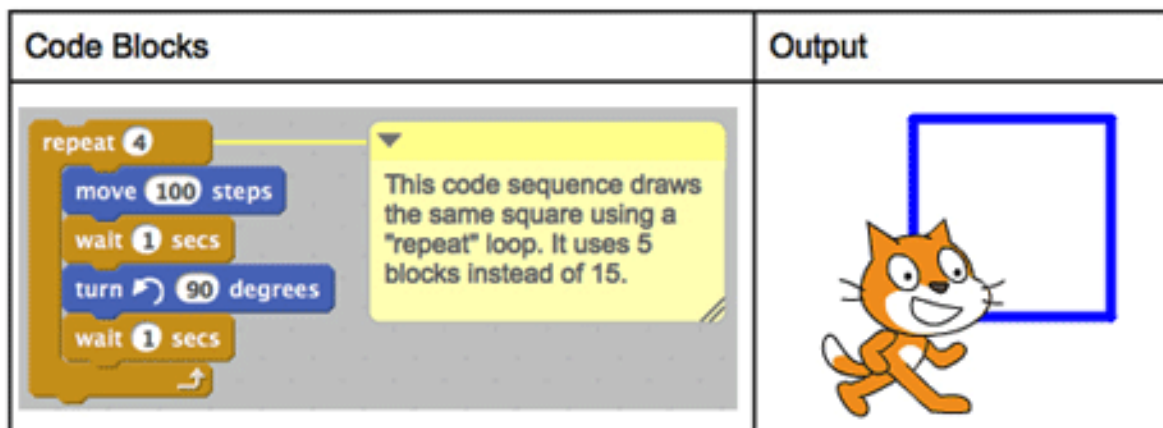 Code Blocks
Output
repeat 4
move 100 steps
wait 1 secs
turn 90 degrees
wait 1 secs
This code sequence draws
the same square using a
"repeat" loop. It uses 5
blocks instead of 15.